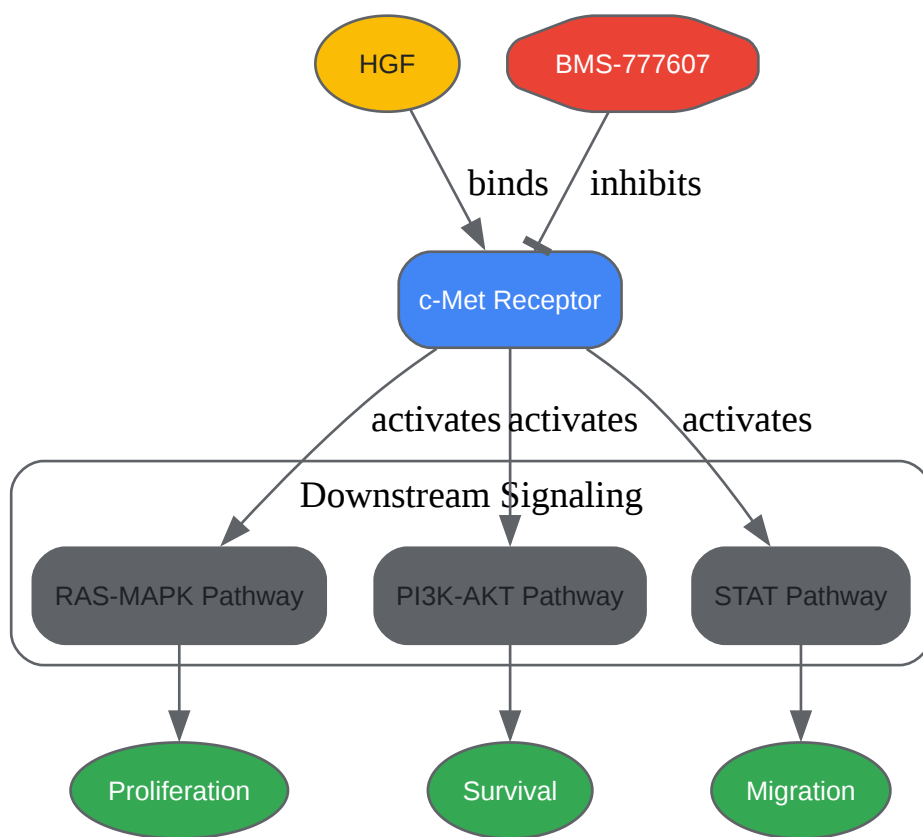 HGF
BMS-777607
binds
inhibits
c-Met Receptor
activates
activates
activates
Downstream Signaling
RAS-MAPK Pathway
PI3K-AKT Pathway
STAT Pathway
Proliferation
Survival
Migration